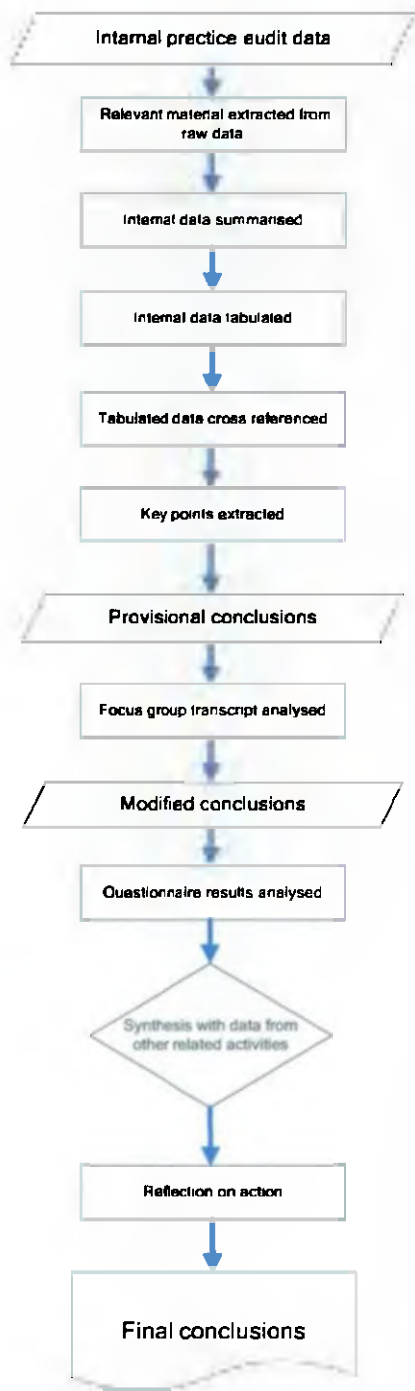 Internal practice audit data
Relevant material extracted from
raw data
Internal data summarised
Internal data tabulated
Tabulated data cross referenced
Key points extracted
Provisional conclusions
Focus group transcript analysed
Modified conclusions
Questionnaire results analysed
Synthesis with data from
other related activities
Reflection on action
Final conclusions